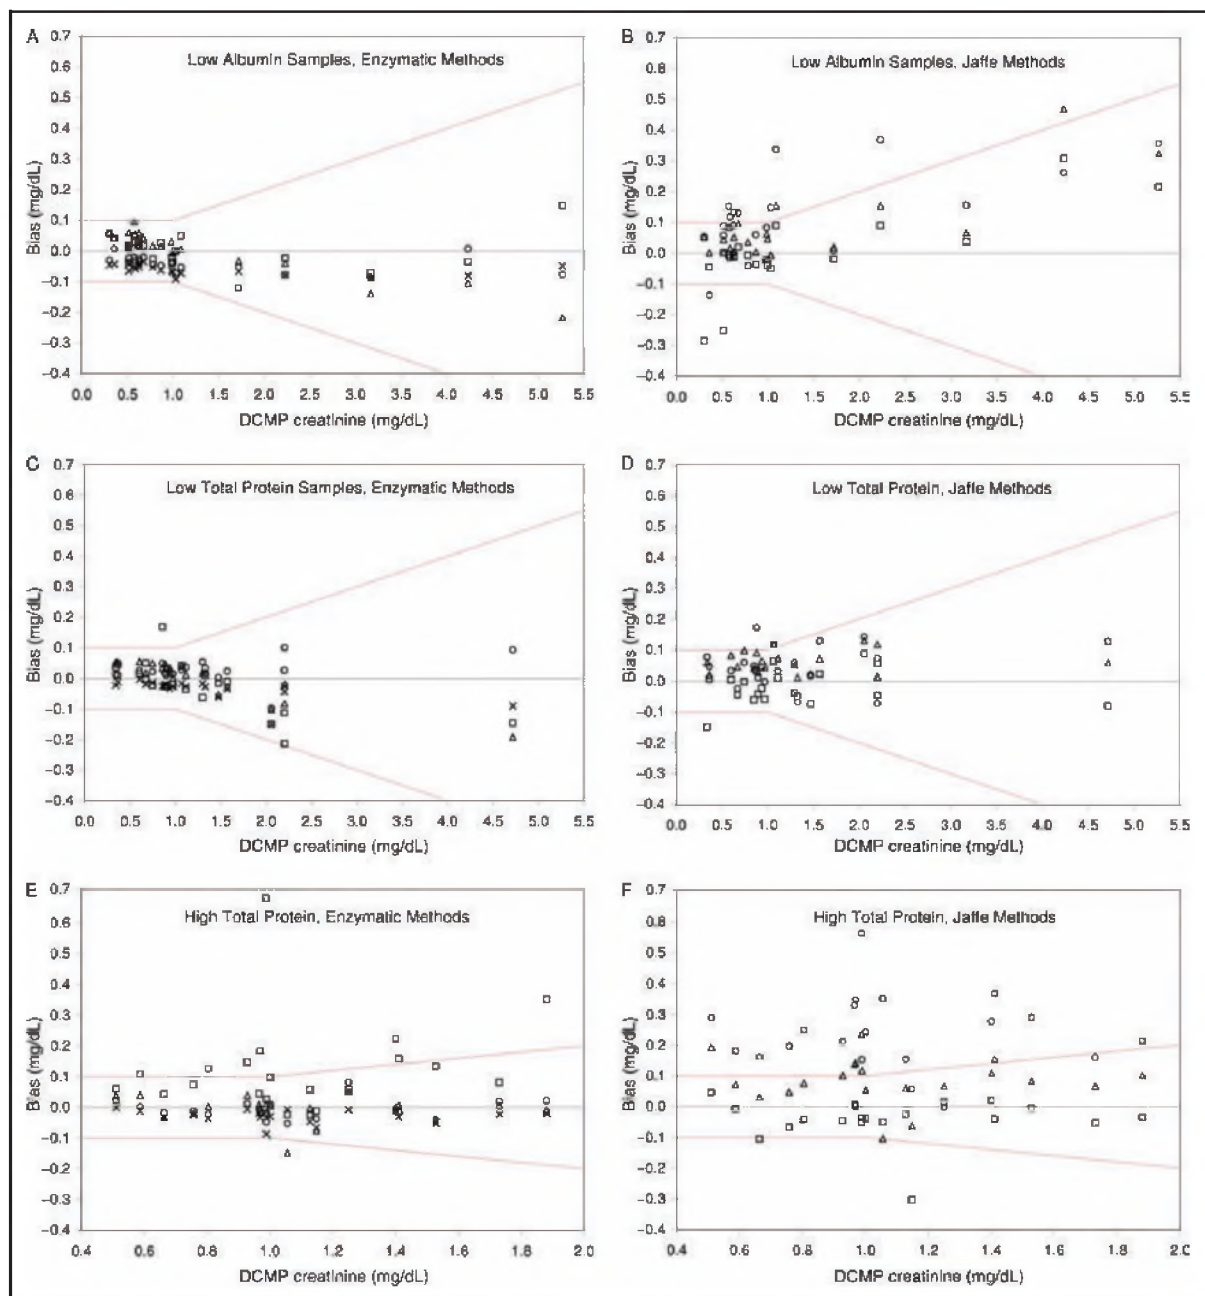 A
Low Albumin Samples, Enzymatic Methods
Bias (mg/dL)
0.7
0.6
0.5
0.4
0.3
0.2
0.1
0.0
−0.1
−0.2
−0.3
−0.4
0.0 0.5 1.0 1.5 2.0 2.5 3.0 3.5 4.0 4.5 5.0 5.5
DCMP creatinine (mg/dL)
B
Low Albumin Samples, Jaffe Methods
Bias (mg/dL)
0.7
0.6
0.5
0.4
0.3
0.2
0.1
0.0
−0.1
−0.2
−0.3
−0.4
0.0 0.5 1.0 1.5 2.0 2.5 3.0 3.5 4.0 4.5 5.0 5.5
DCMP creatinine (mg/dL)
C
Low Total Protein Samples, Enzymatic Methods
Bias (mg/dL)
0.7
0.6
0.5
0.4
0.3
0.2
0.1
0.0
−0.1
−0.2
−0.3
−0.4
0.0 0.5 1.0 1.5 2.0 2.5 3.0 3.5 4.0 4.5 5.0 5.5
DCMP creatinine (mg/dL)
D
Low Total Protein, Jaffe Methods
Bias (mg/dL)
0.7
0.6
0.5
0.4
0.3
0.2
0.1
0.0
−0.1
−0.2
−0.3
−0.4
0.0 0.5 1.0 1.5 2.0 2.5 3.0 3.5 4.0 4.5 5.0 5.5
DCMP creatinine (mg/dL)
E
High Total Protein, Enzymatic Methods
Bias (mg/dL)
0.7
0.6
0.5
0.4
0.3
0.2
0.1
0.0
−0.1
−0.2
−0.3
−0.4
0.4 0.6 0.8 1.0 1.2 1.4 1.6 1.8 2.0
DCMP creatinine (mg/dL)
F
High Total Protein, Jaffe Methods
Bias (mg/dL)
0.7
0.6
0.5
0.4
0.3
0.2
0.1
0.0
−0.1
−0.2
−0.3
−0.4
0.4 0.6 0.8 1.0 1.2 1.4 1.6 1.8 2.0
DCMP creatinine (mg/dL)